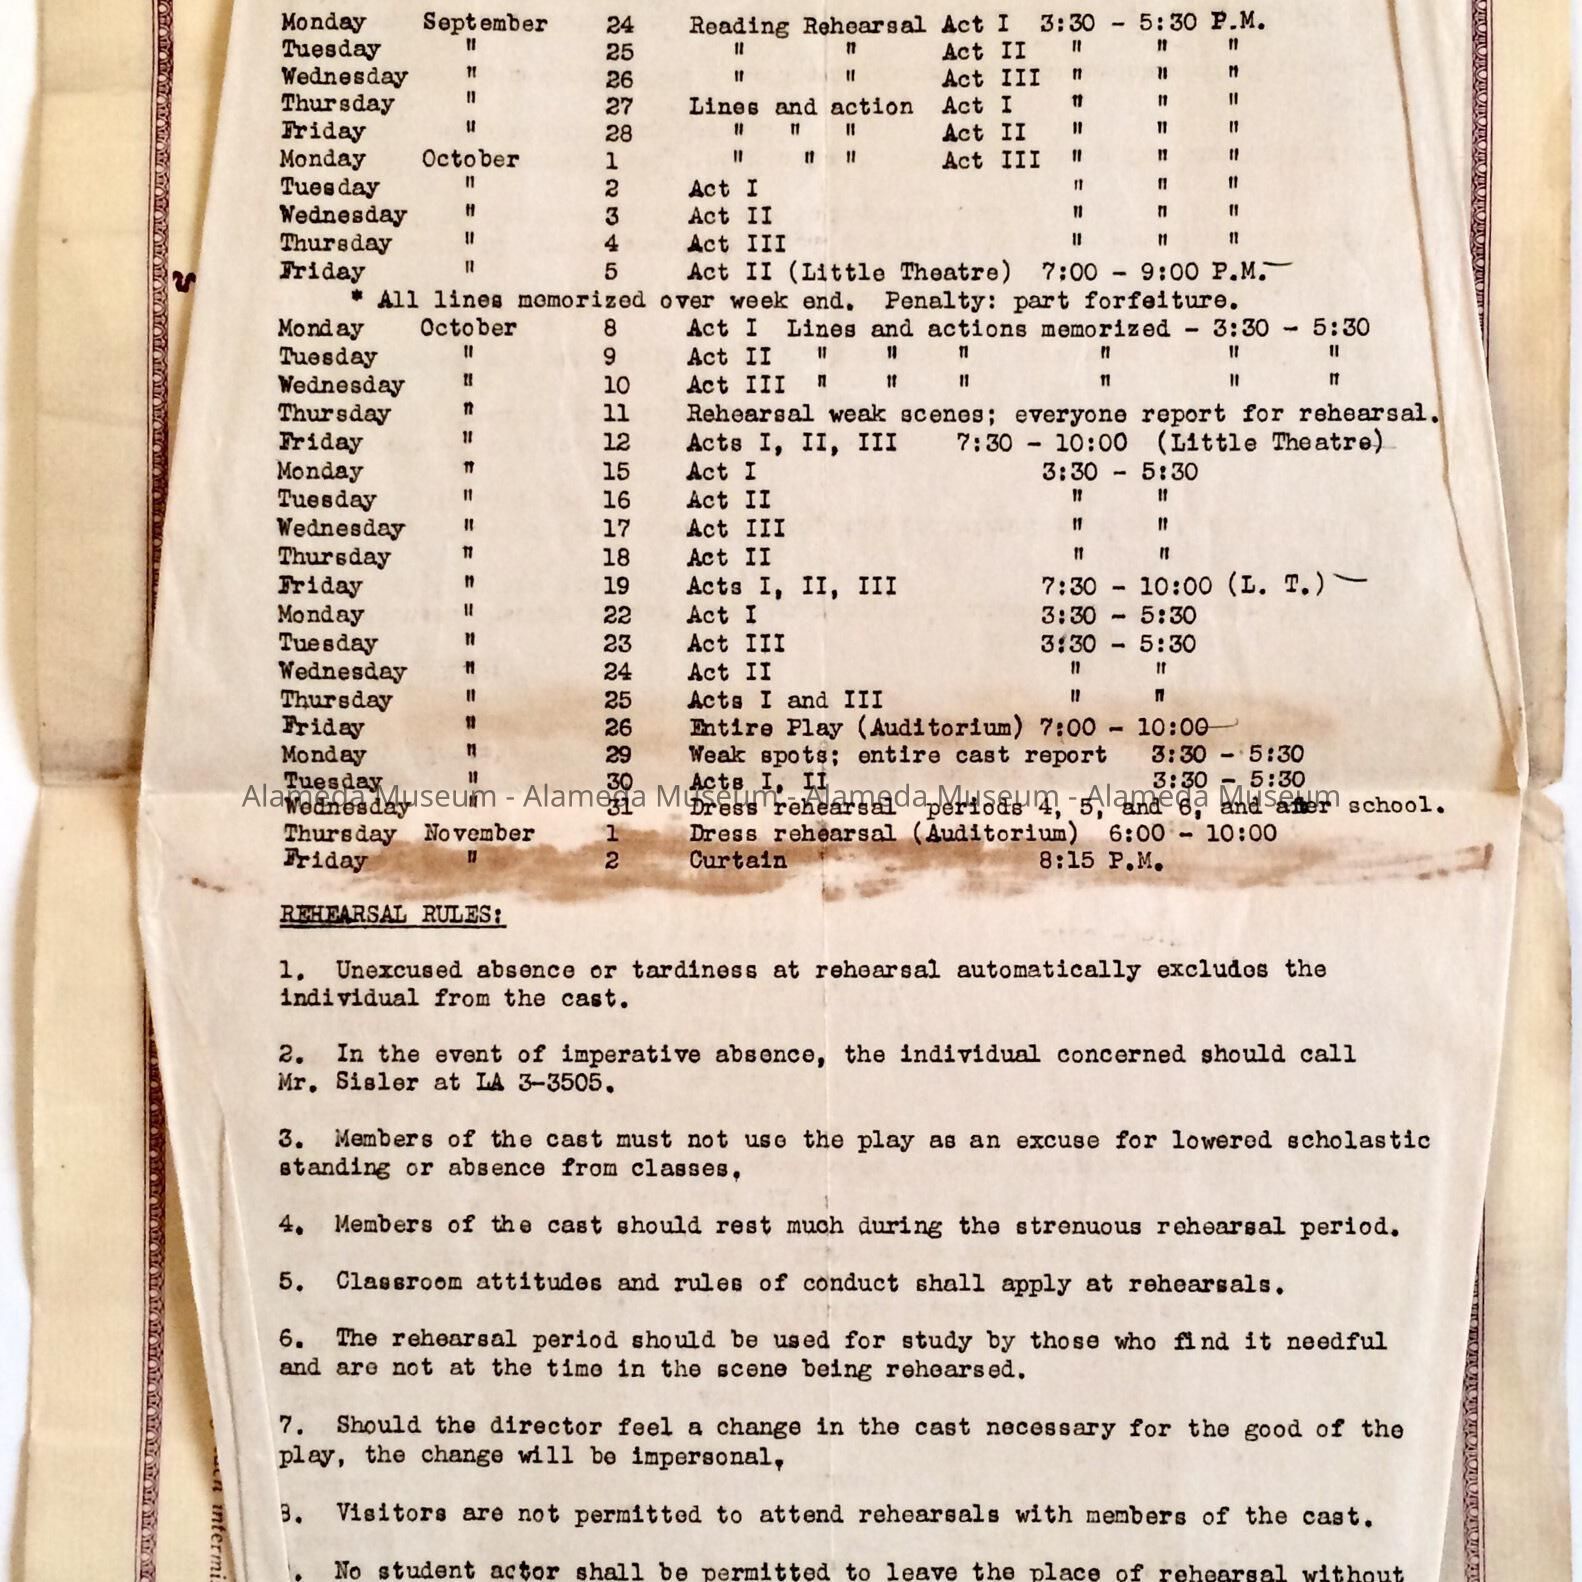 Monday September 24 Reading Rehearsal Act I 3:30 - 5:30 P.M.
Tuesday " 25 " " Act II " " "
Wednesday " 26 " " Act III " " "
Thursday " 27 Lines and action Act I " " "
Friday " 28 " " " Act II " " "
Monday October 1 " " " Act III " " "
Tuesday " 2 Act I " " "
Wednesday " 3 Act II " " "
Thursday " 4 Act III " " "
Friday " 5 Act II (Little Theatre) 7:00 - 9:00 P.M.
* All lines memorized over week end. Penalty: part forfeiture.
Monday October 8 Act I Lines and actions memorized - 3:30 - 5:30
Tuesday " 9 Act II " " " " " "
Wednesday " 10 Act III " " " " " "
Thursday " 11 Rehearsal weak scenes; everyone report for rehearsal.
Friday " 12 Acts I, II, III 7:30 - 10:00 (Little Theatre)
Monday " 15 Act I 3:30 - 5:30
Tuesday " 16 Act II " "
Wednesday " 17 Act III " "
Thursday " 18 Act II " "
Friday " 19 Acts I, II, III 7:30 - 10:00 (L. T.)
Monday " 22 Act I 3:30 - 5:30
Tuesday " 23 Act III 3:30 - 5:30
Wednesday " 24 Act II " "
Thursday " 25 Acts I and III " "
Friday " 26 Entire Play (Auditorium) 7:00 - 10:00
Monday " 29 Weak spots; entire cast report 3:30 - 5:30
Tuesday " 30 Acts I, II 3:30 - 5:30
Alameda Museum - Alameda Museum - Alameda Museum - Alameda Museum
Wednesday " 31 Dress rehearsal periods 4, 5, and 6, and after school.
Thursday November 1 Dress rehearsal (Auditorium) 6:00 - 10:00
Friday " 2 Curtain 8:15 P.M.
REHEARSAL RULES:
1. Unexcused absence or tardiness at rehearsal automatically excludes the
individual from the cast.
2. In the event of imperative absence, the individual concerned should call
Mr. Sisler at LA 3-3505.
3. Members of the cast must not use the play as an excuse for lowered scholastic
standing or absence from classes,
4. Members of the cast should rest much during the strenuous rehearsal period.
5. Classroom attitudes and rules of conduct shall apply at rehearsals.
6. The rehearsal period should be used for study by those who find it needful
and are not at the time in the scene being rehearsed.
7. Should the director feel a change in the cast necessary for the good of the
play, the change will be impersonal,
8. Visitors are not permitted to attend rehearsals with members of the cast.
. No student actor shall be permitted to leave the place of rehearsal without